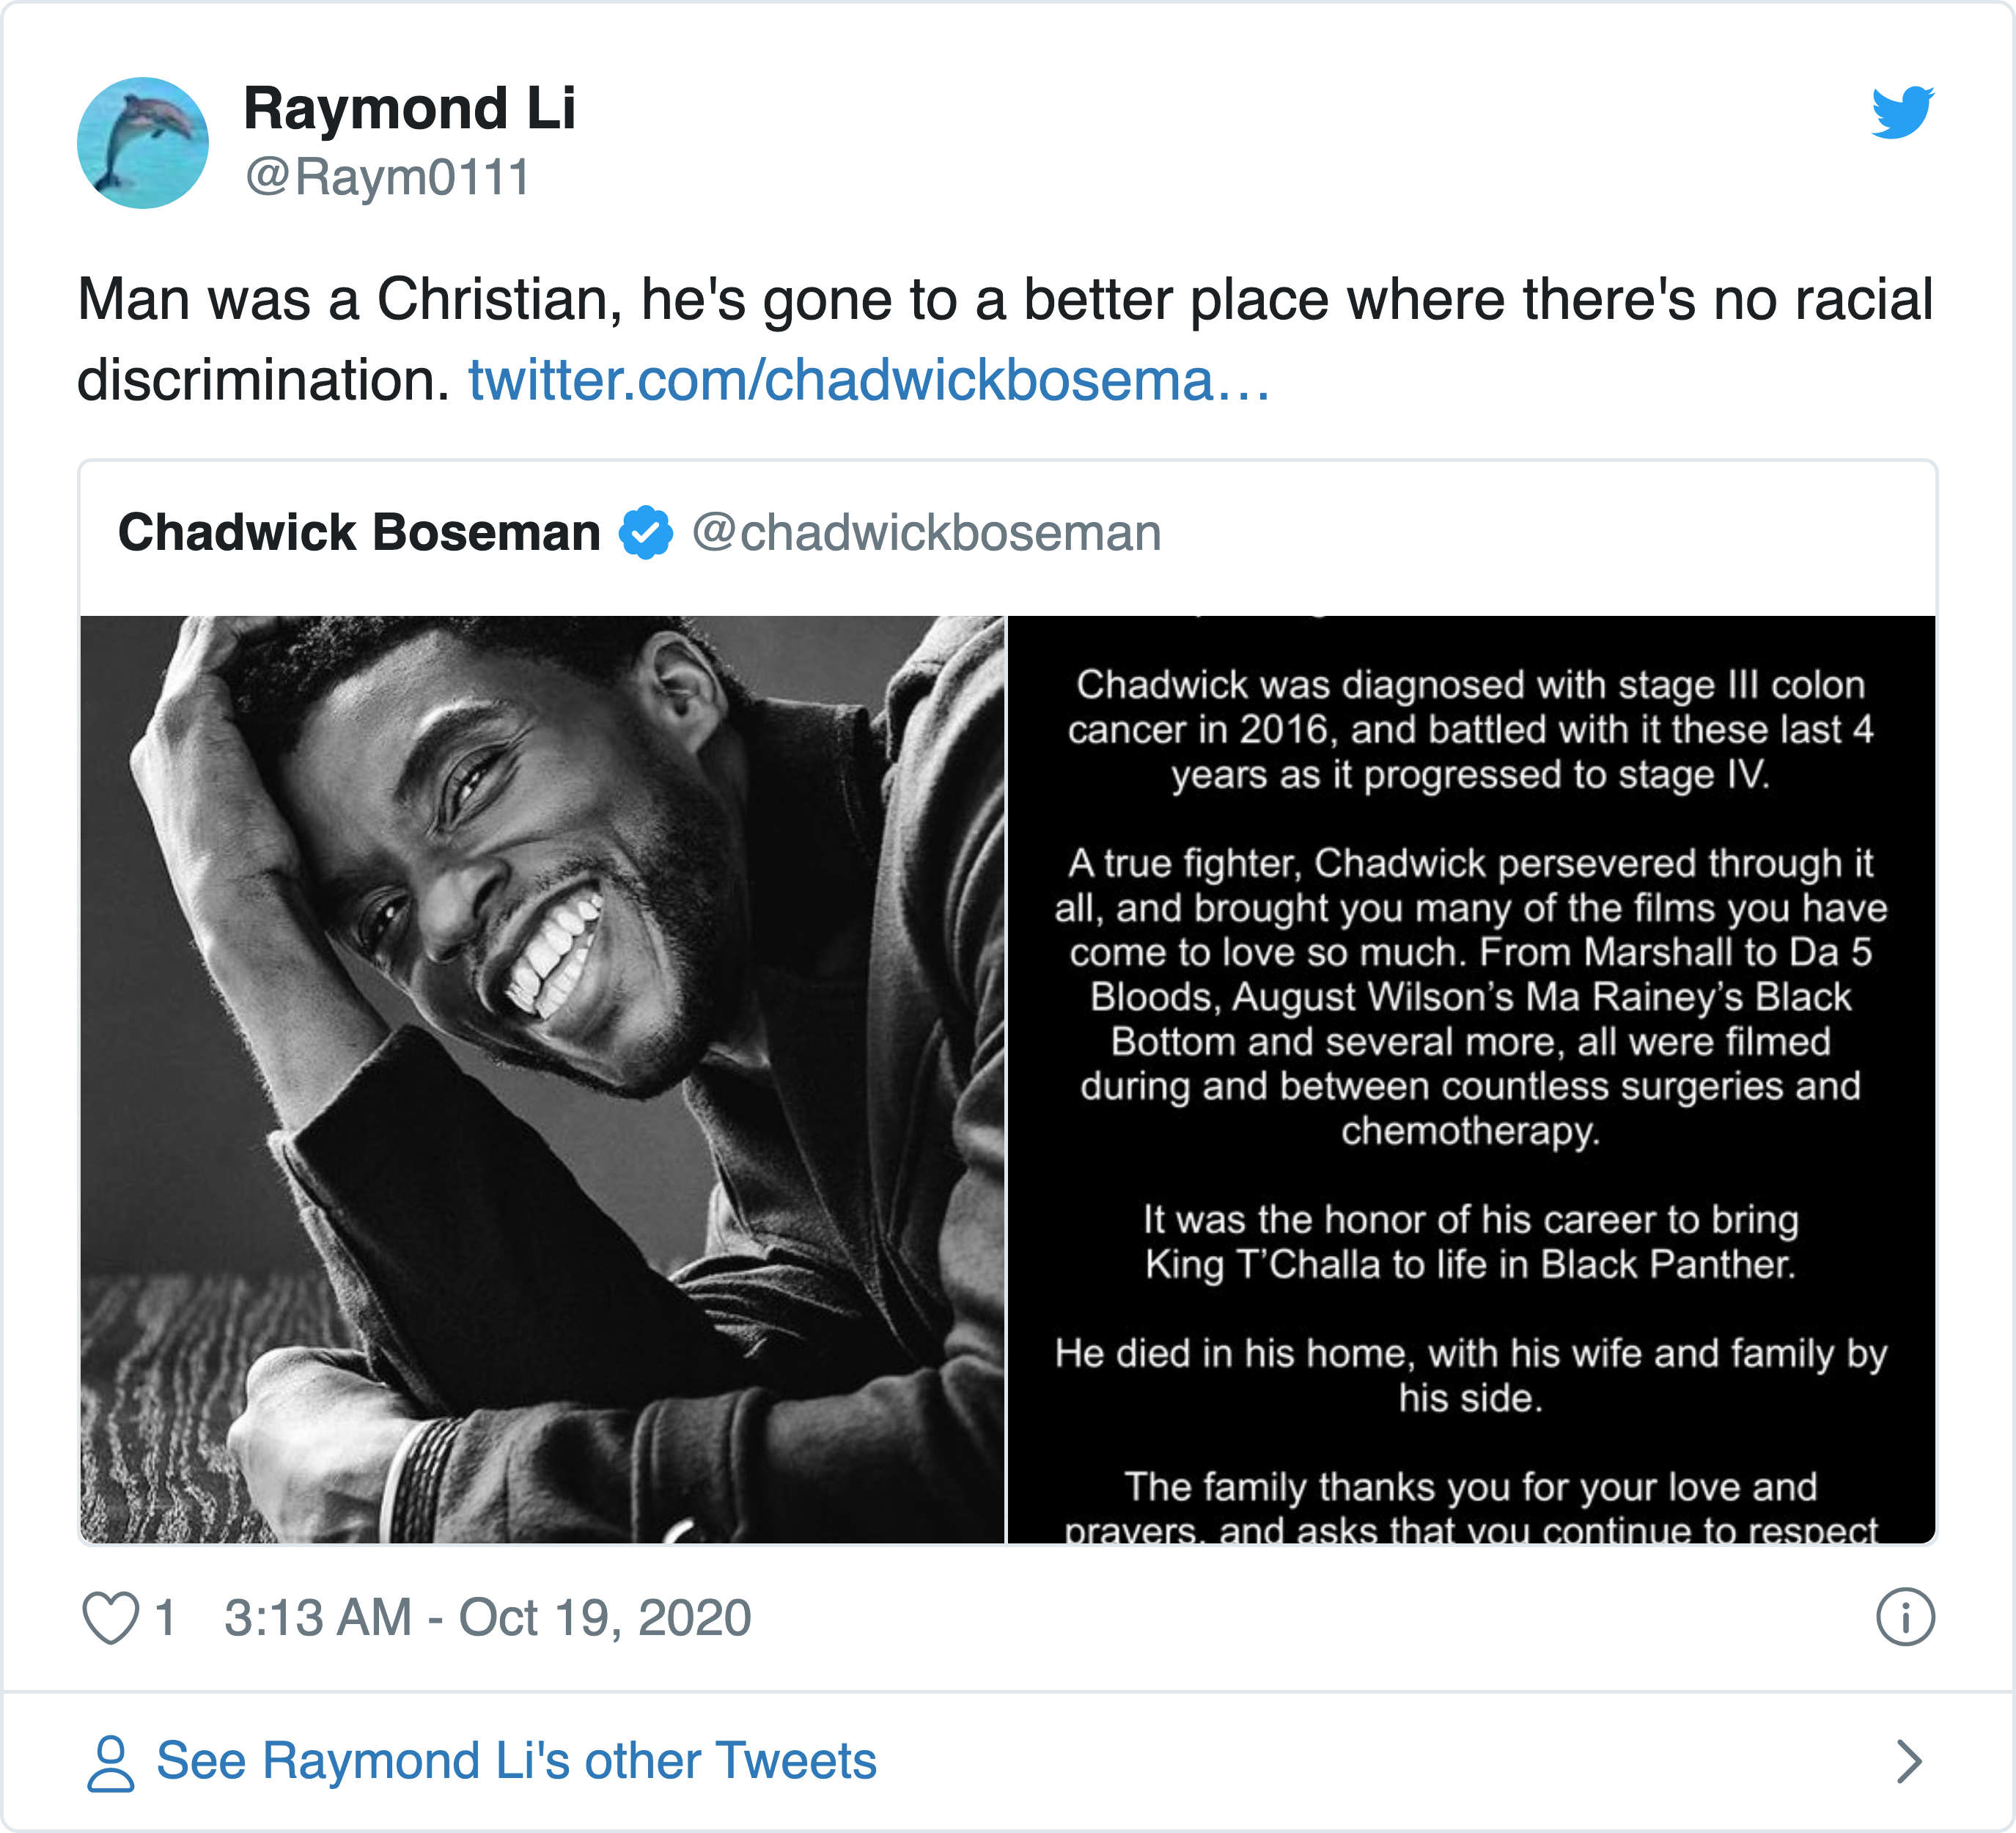 Raymond Li
@Raym0111
Man was a Christian, he's gone to a better place where there's no racial
discrimination. twitter.com/chadwickbosema…
Chadwick Boseman @chadwickboseman
Chadwick was diagnosed with stage III colon
cancer in 2016, and battled with it these last 4
years as it progressed to stage IV.
A true fighter, Chadwick persevered through it
all, and brought you many of the films you have
come to love so much. From Marshall to Da 5
Bloods, August Wilson’s Ma Rainey’s Black
Bottom and several more, all were filmed
during and between countless surgeries and
chemotherapy.
It was the honor of his career to bring
King T’Challa to life in Black Panther.
He died in his home, with his wife and family by
his side.
The family thanks you for your love and
prayers, and asks that you continue to respect
1 3:13 AM - Oct 19, 2020
See Raymond Li's other Tweets